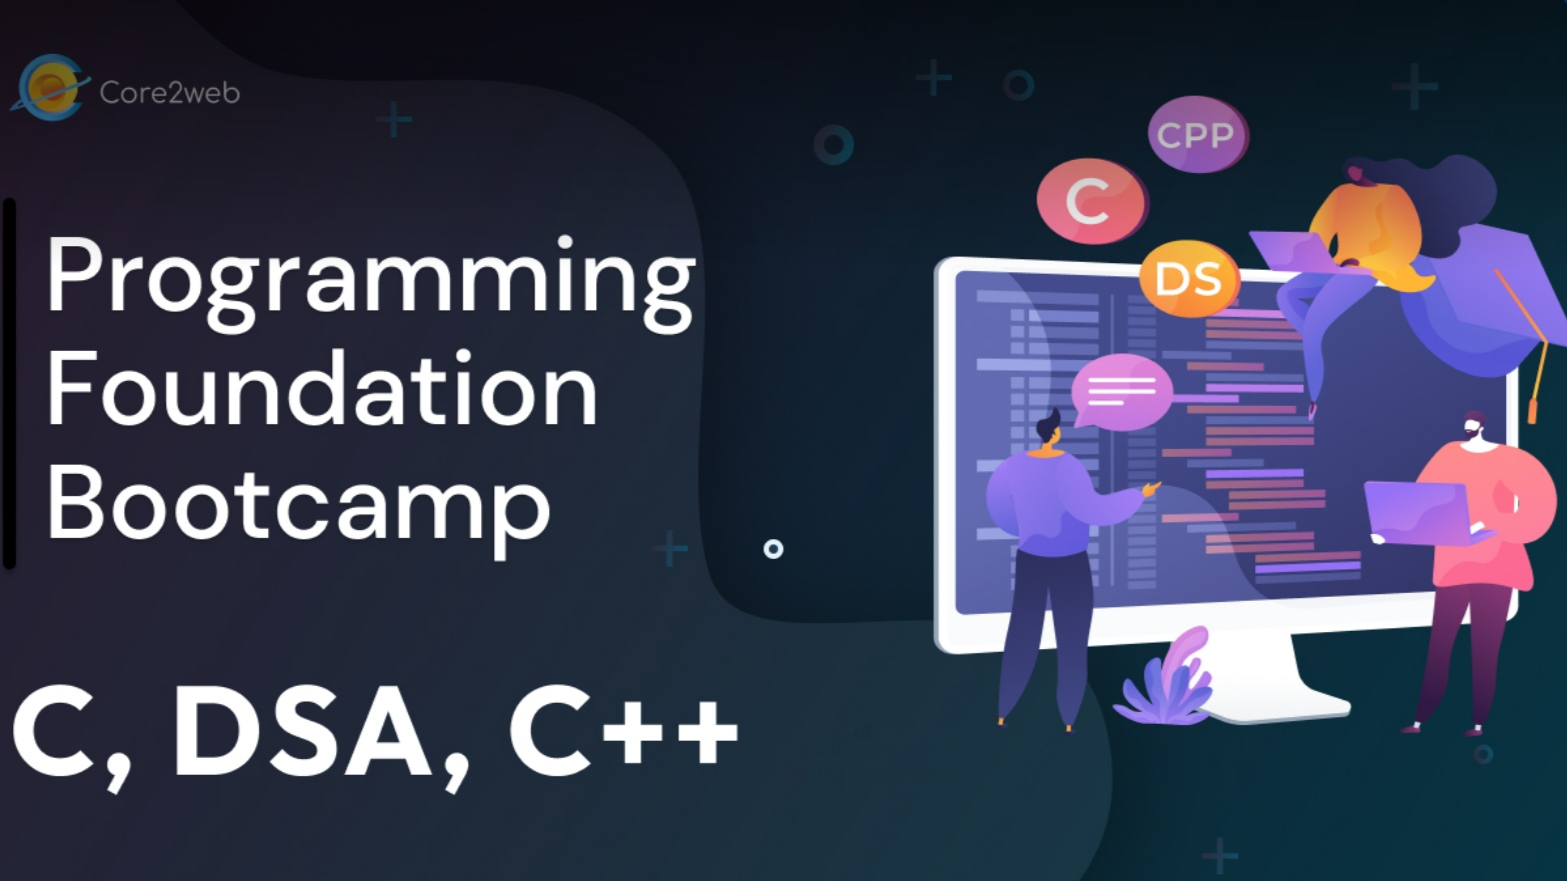 Core2web
Programming
Foundation
Bootcamp
C, DSA, C++
CPP
C
DS